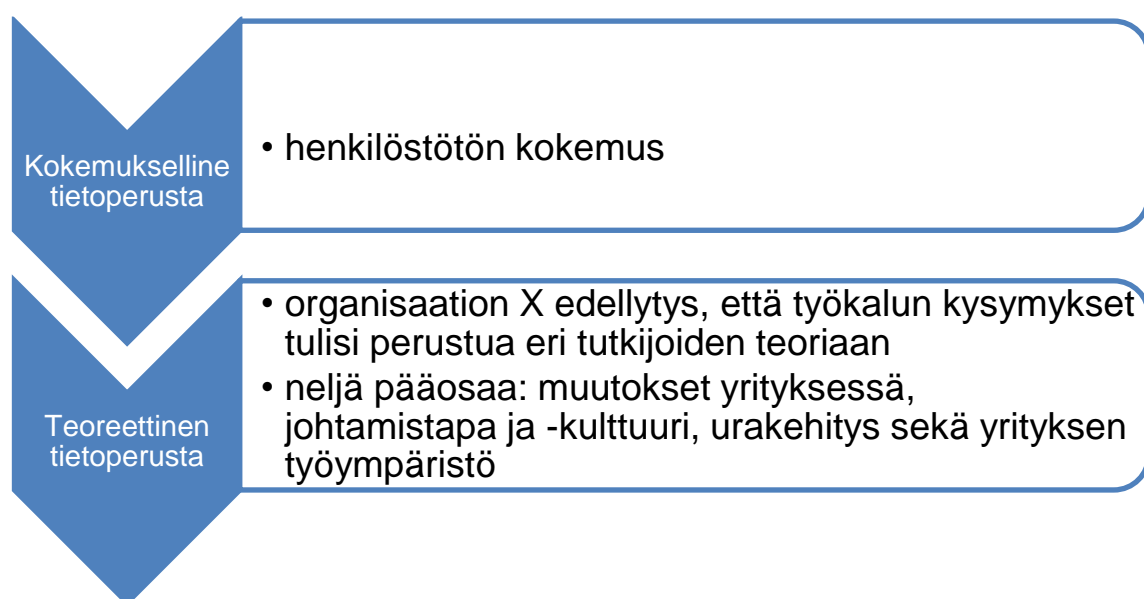 Kokemukselline
tietoperusta
• henkilöstötön kokemus
Teoreettinen
tietoperusta
• organisaation X edellytys, että työkalun kysymykset
tulisi perustua eri tutkijoiden teoriaan
• neljä pääosaa: muutokset yrityksessä,
johtamistapa ja -kulttuuri, urakehitys sekä yrityksen
työympäristö